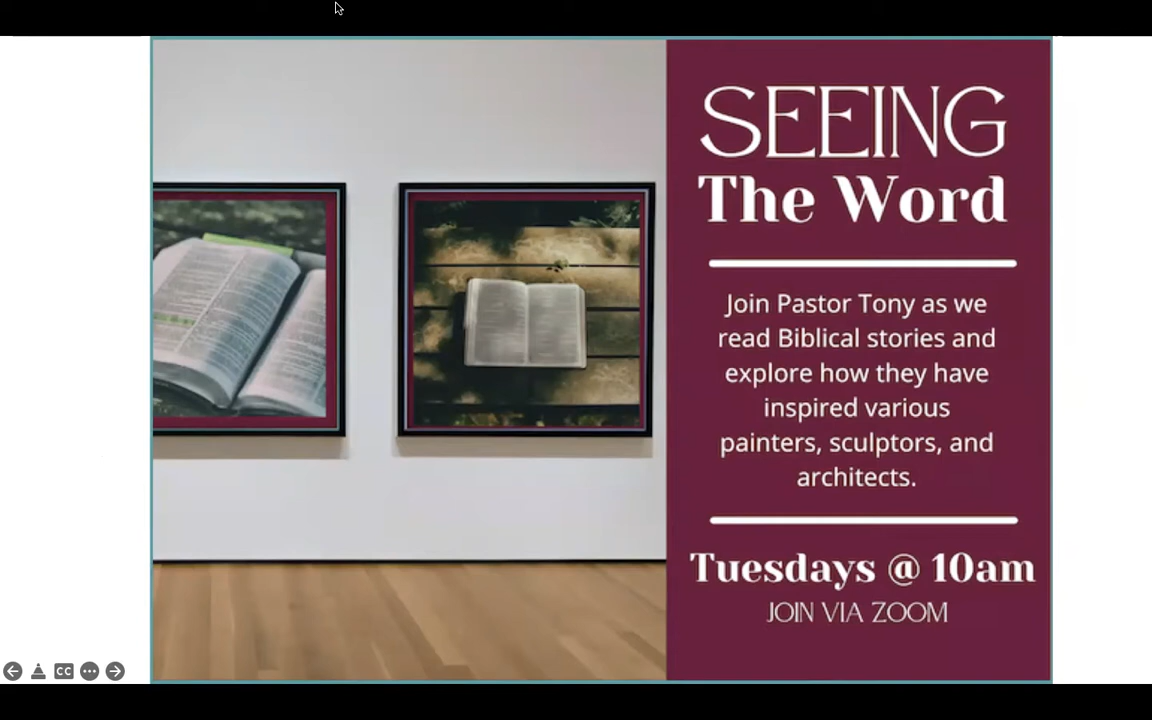 SEEING
The Word
Join Pastor Tony as we
read Biblical stories and
explore how they have
inspired various
painters, sculptors, and
architects.
Tuesdays @ 10am
JOIN VIA ZOOM
CC